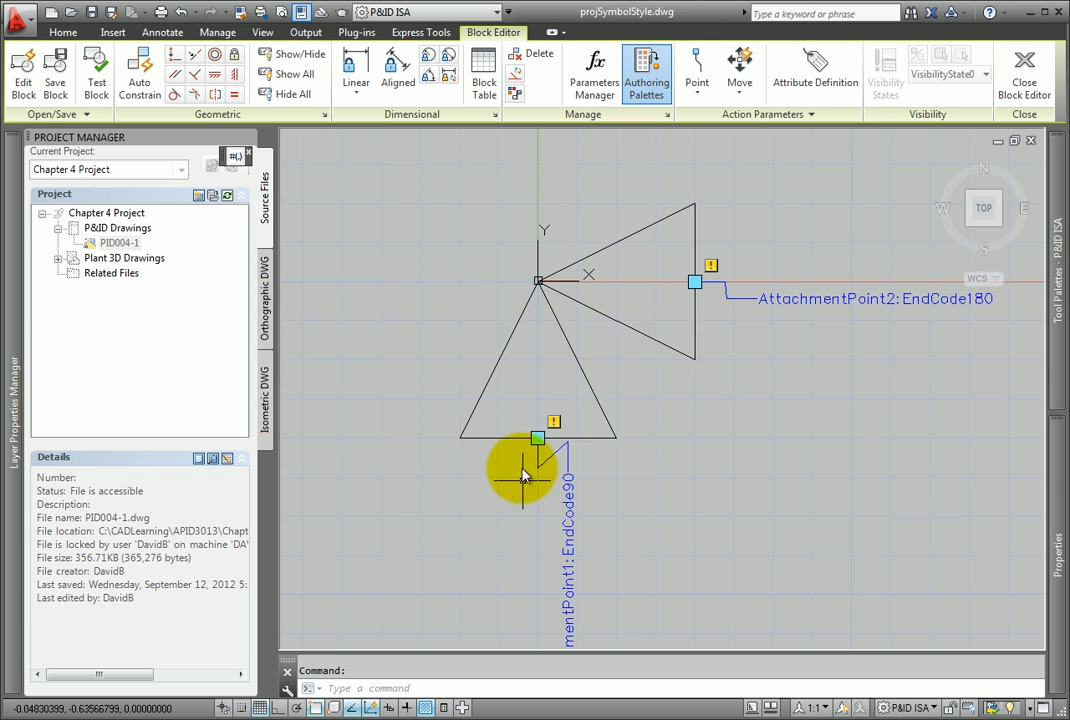 P&ID ISA
projSymbolStyle.dwg
Type a keyword or phrase
Home
Insert
Annotate
Manage
View
Output
Plug-ins
Express Tools
Block Editor
Edit Block
Save Block
Test Block
Auto Constrain
Show/Hide
Show All
Hide All
Linear
Aligned
Block Table
Delete
Parameters Manager
Authoring Palettes
Point
Move
Attribute Definition
Visibility States
VisibilityState0
Close Block Editor
Open/Save
Geometric
Dimensional
Manage
Action Parameters
Visibility
Close
PROJECT MANAGER
Current Project:
Chapter 4 Project
Project
Chapter 4 Project
P&ID Drawings
PID004-1
Plant 3D Drawings
Related Files
Source Files
Orthographic DWG
Isometric DWG
Layer Properties Manager
Details
Number:
Status: File is accessible
Description:
File name: PID004-1.dwg
File location: C:\CADLearning\APID3013\Chapt
File is locked by user 'DavidB' on machine 'DA'
File size: 356.71KB (365,276 bytes)
File creator: DavidB
Last saved: Wednesday, September 12, 2012 5:
Last edited by: DavidB
Y
X
AttachmentPoint2:EndCode180
mentPoint1:EndCode90
N
W
TOP
E
S
WCS
Tool Palettes - P&ID ISA
Properties
Command:
Type a command
-0.04830399, -0.63566799, 0.00000000
1:1
P&ID ISA